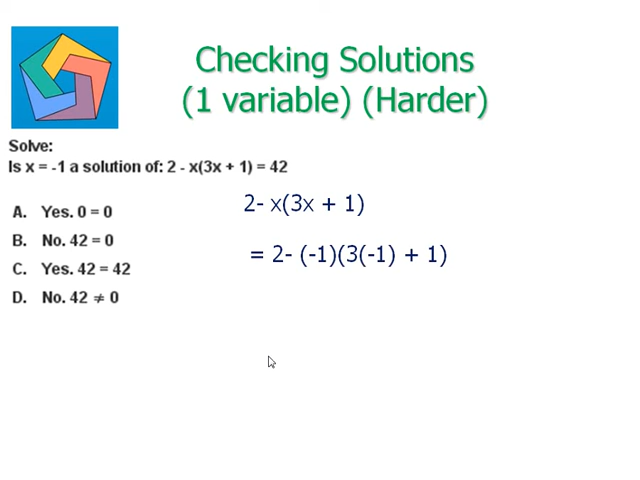 Checking Solutions
(1 variable) (Harder)
Solve:
Is x = -1 a solution of: 2 - x(3x + 1) = 42
A. Yes. 0 = 0
B. No. 42 = 0
C. Yes. 42 = 42
D. No. 42 ≠ 0
2- x(3x + 1)
= 2- (-1)(3(-1) + 1)